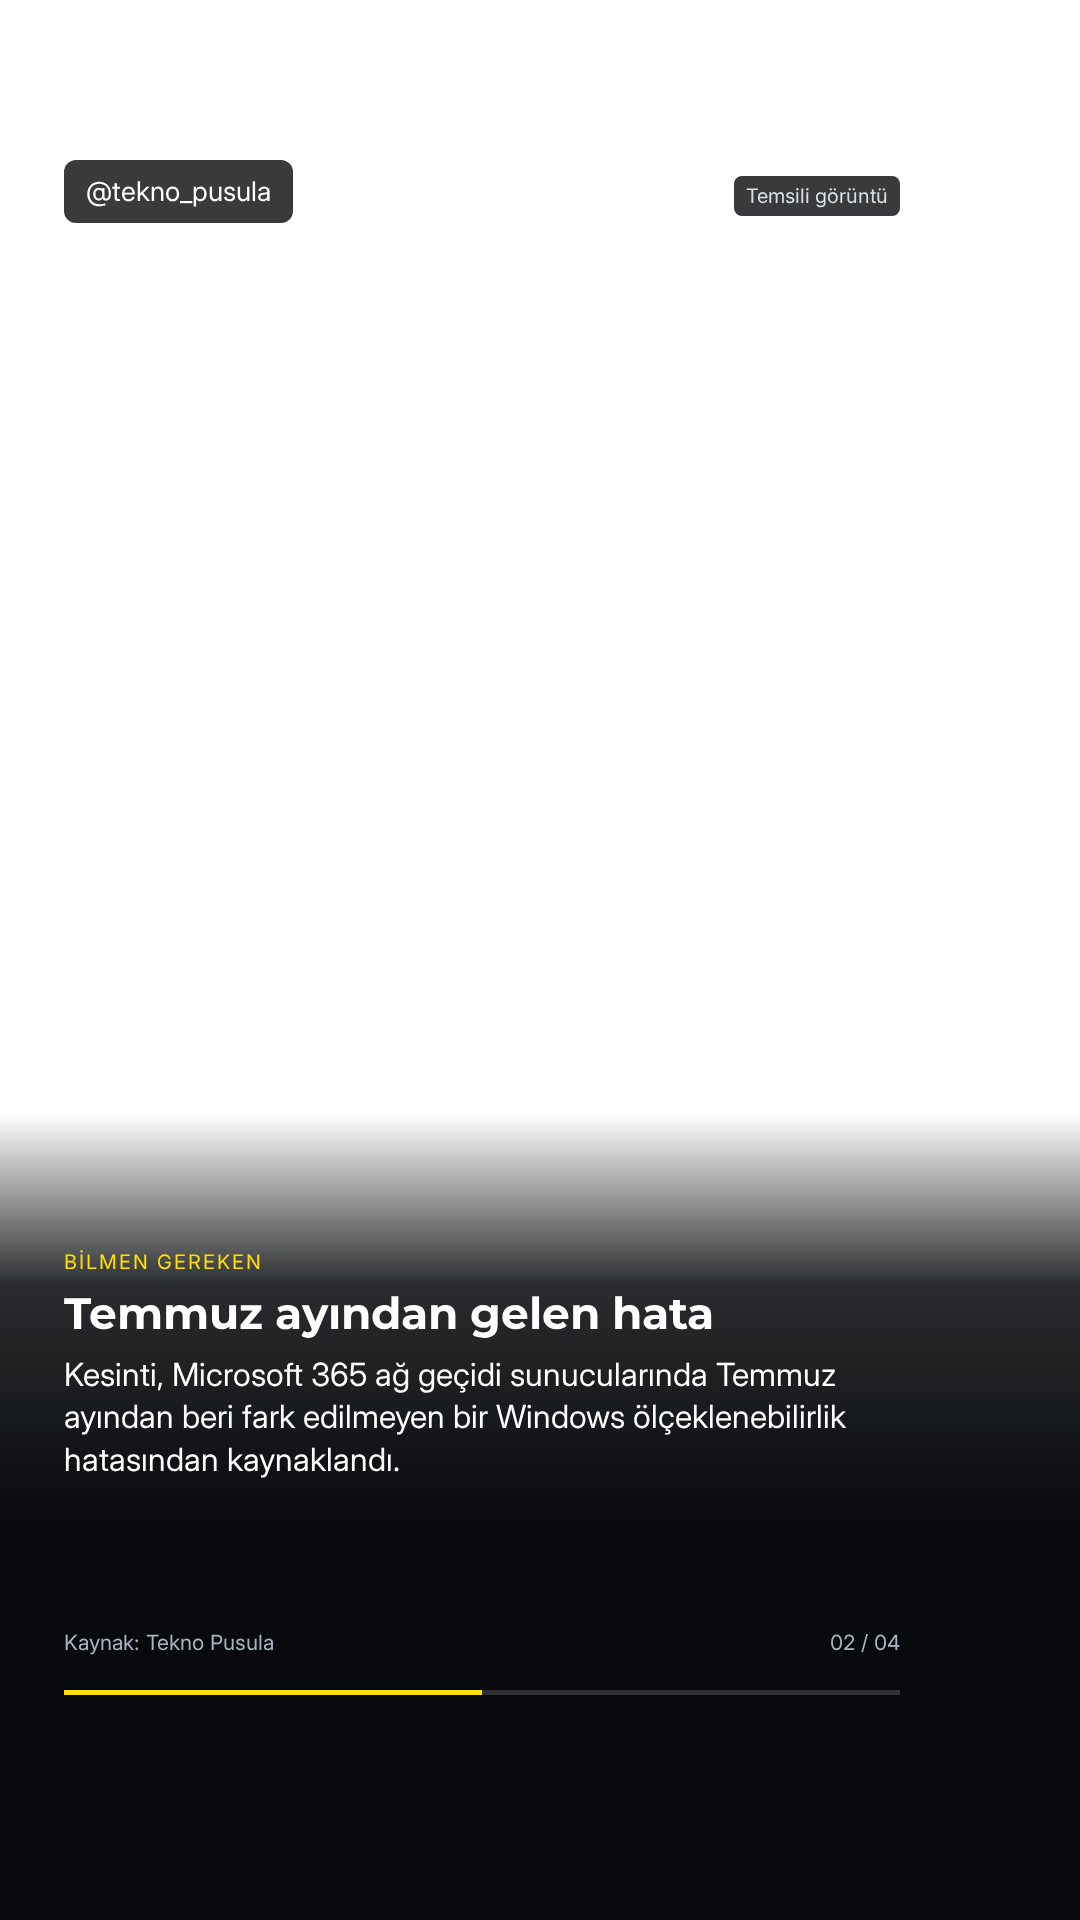 @tekno_pusula
Temsili görüntü
BİLMEN GEREKEN
Temmuz ayından gelen hata
Kesinti, Microsoft 365 ağ geçidi sunucularında Temmuz
ayından beri fark edilmeyen bir Windows ölçeklenebilirlik
hatasından kaynaklandı.
Kaynak: Tekno Pusula
02 / 04